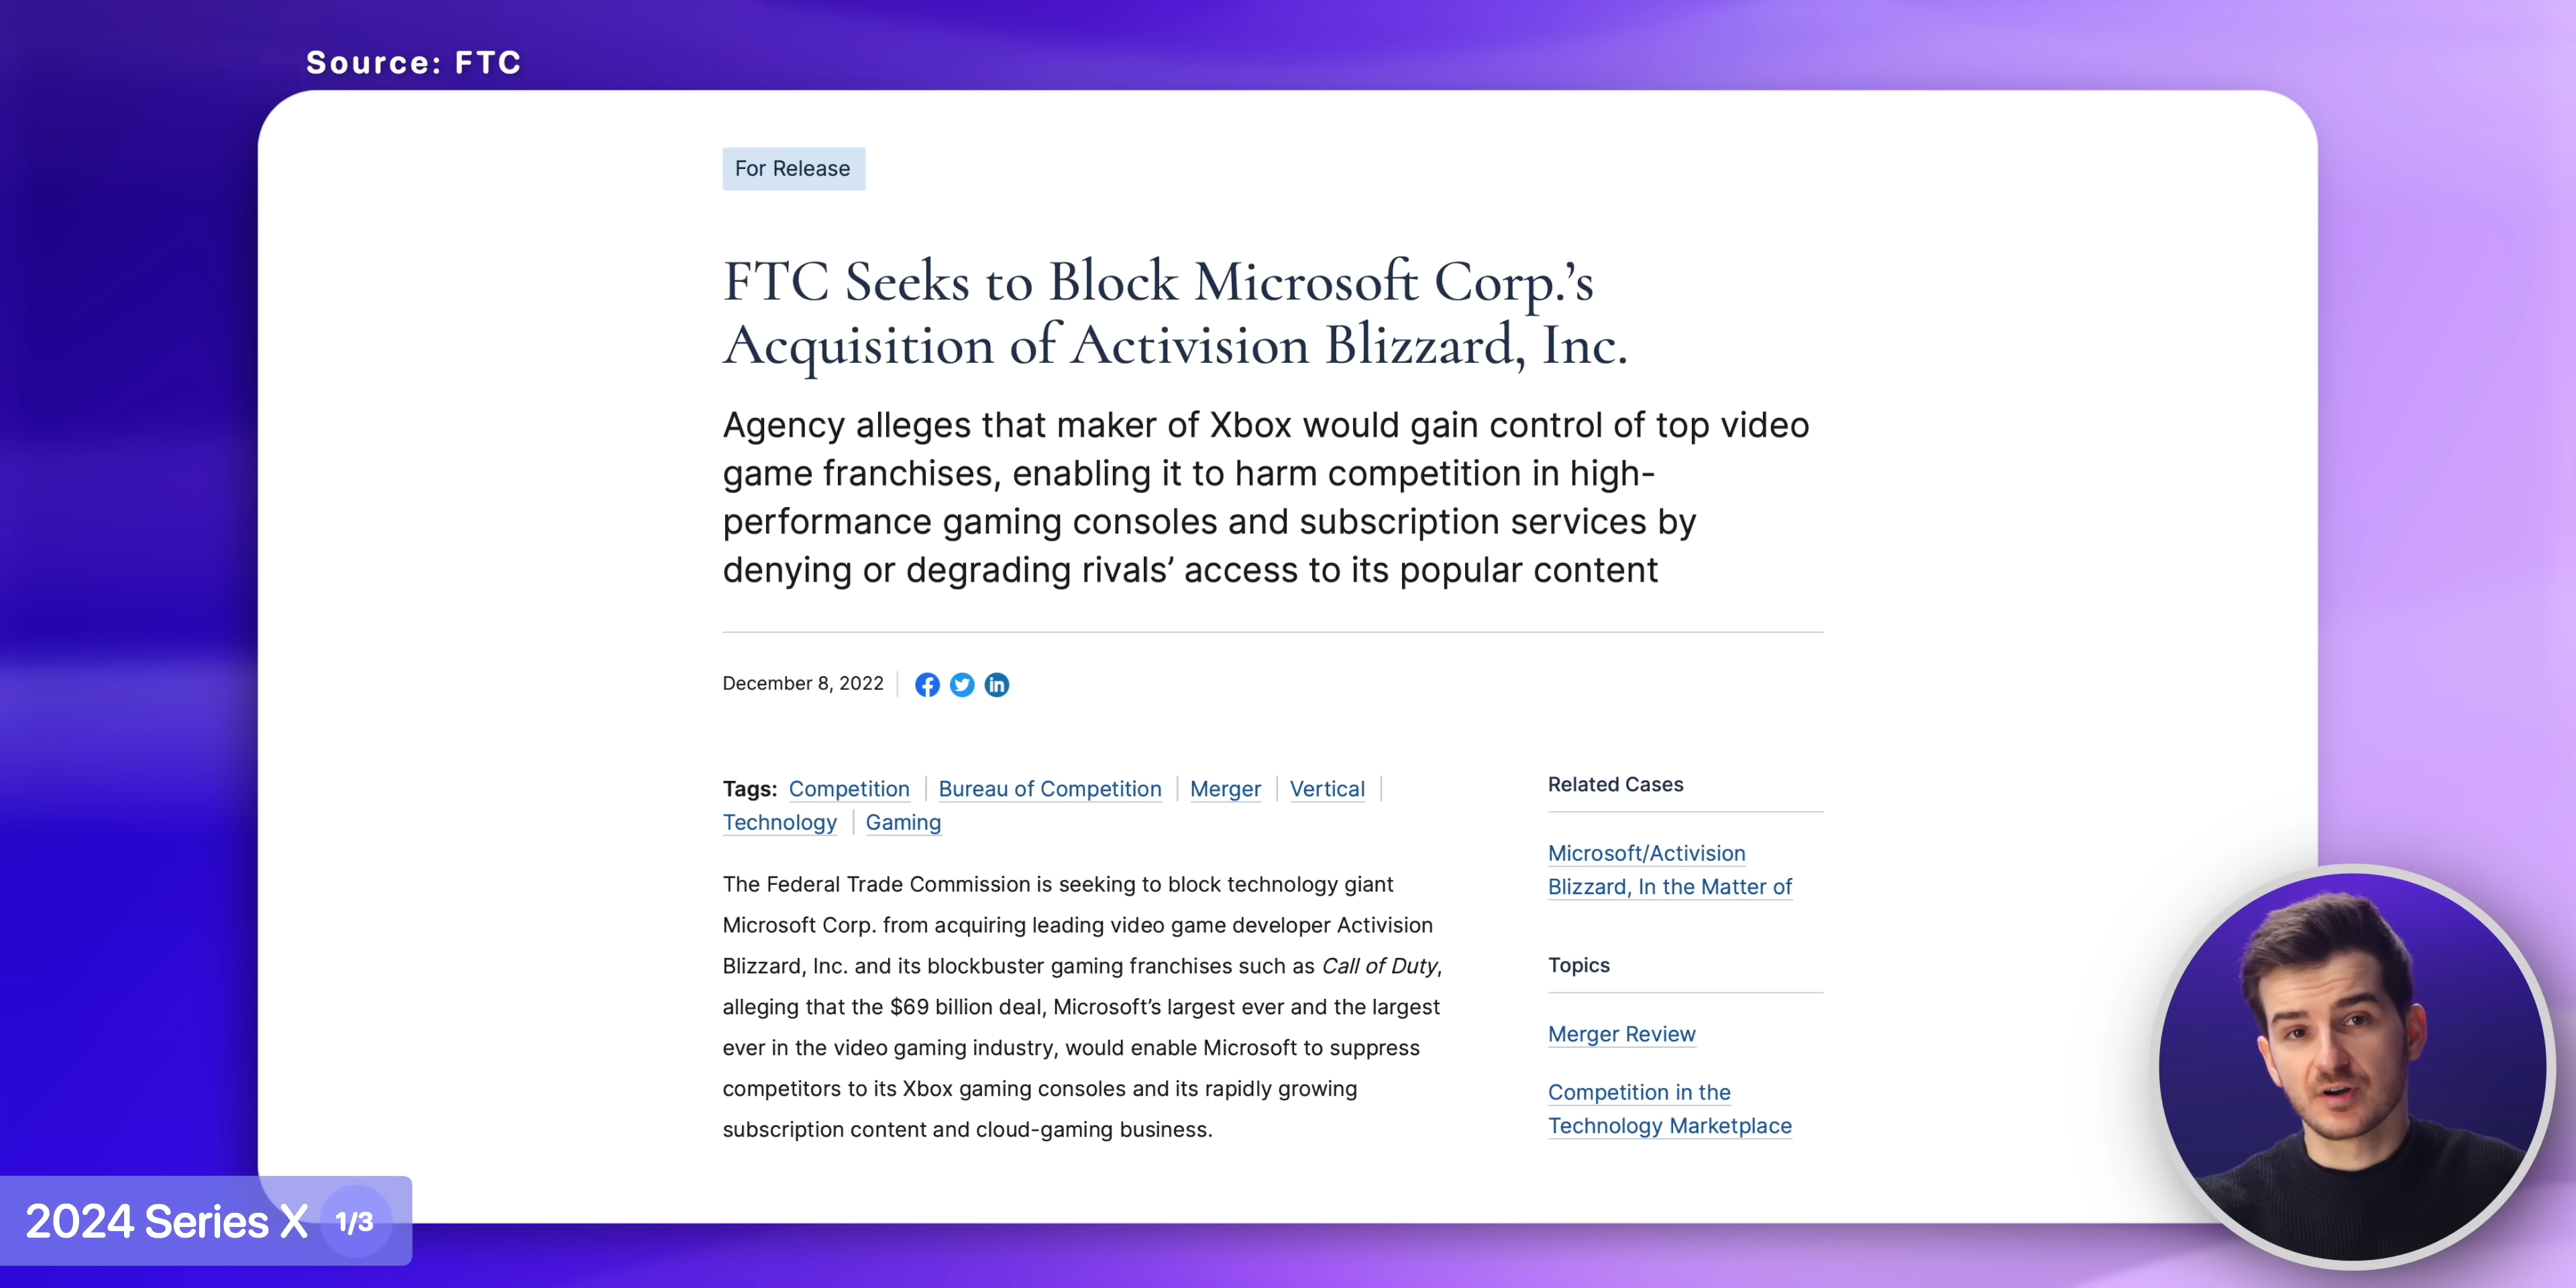 Source: FTC
For Release
FTC Seeks to Block Microsoft Corp.’s
Acquisition of Activision Blizzard, Inc.
Agency alleges that maker of Xbox would gain control of top video
game franchises, enabling it to harm competition in high-
performance gaming consoles and subscription services by
denying or degrading rivals’ access to its popular content
December 8, 2022
Tags: Competition | Bureau of Competition | Merger | Vertical |
Technology | Gaming
The Federal Trade Commission is seeking to block technology giant
Microsoft Corp. from acquiring leading video game developer Activision
Blizzard, Inc. and its blockbuster gaming franchises such as Call of Duty,
alleging that the $69 billion deal, Microsoft’s largest ever and the largest
ever in the video gaming industry, would enable Microsoft to suppress
competitors to its Xbox gaming consoles and its rapidly growing
subscription content and cloud-gaming business.
Related Cases
Microsoft/Activision
Blizzard, In the Matter of
Topics
Merger Review
Competition in the
Technology Marketplace
2024 Series X 1/3